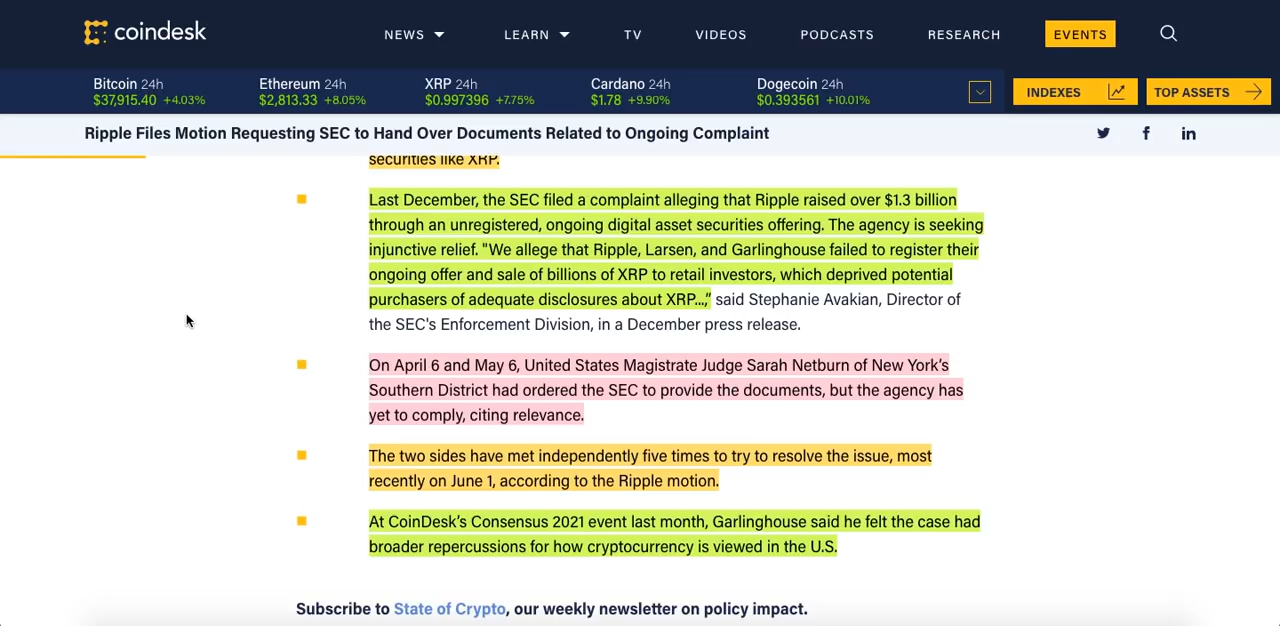 coindesk
NEWS LEARN TV VIDEOS PODCASTS RESEARCH EVENTS
Bitcoin 24h Ethereum 24h XRP 24h Cardano 24h Dogecoin 24h
$37,915.40 +4.03% $2,813.33 +8.05% $0.997396 +7.75% $1.78 +9.90% $0.393561 +10.01%
INDEXES TOP ASSETS
Ripple Files Motion Requesting SEC to Hand Over Documents Related to Ongoing Complaint
securities like XRP.
Last December, the SEC filed a complaint alleging that Ripple raised over $1.3 billion
through an unregistered, ongoing digital asset securities offering. The agency is seeking
injunctive relief. "We allege that Ripple, Larsen, and Garlinghouse failed to register their
ongoing offer and sale of billions of XRP to retail investors, which deprived potential
purchasers of adequate disclosures about XRP...,” said Stephanie Avakian, Director of
the SEC's Enforcement Division, in a December press release.
On April 6 and May 6, United States Magistrate Judge Sarah Netburn of New York’s
Southern District had ordered the SEC to provide the documents, but the agency has
yet to comply, citing relevance.
The two sides have met independently five times to try to resolve the issue, most
recently on June 1, according to the Ripple motion.
At CoinDesk’s Consensus 2021 event last month, Garlinghouse said he felt the case had
broader repercussions for how cryptocurrency is viewed in the U.S.
Subscribe to State of Crypto, our weekly newsletter on policy impact.